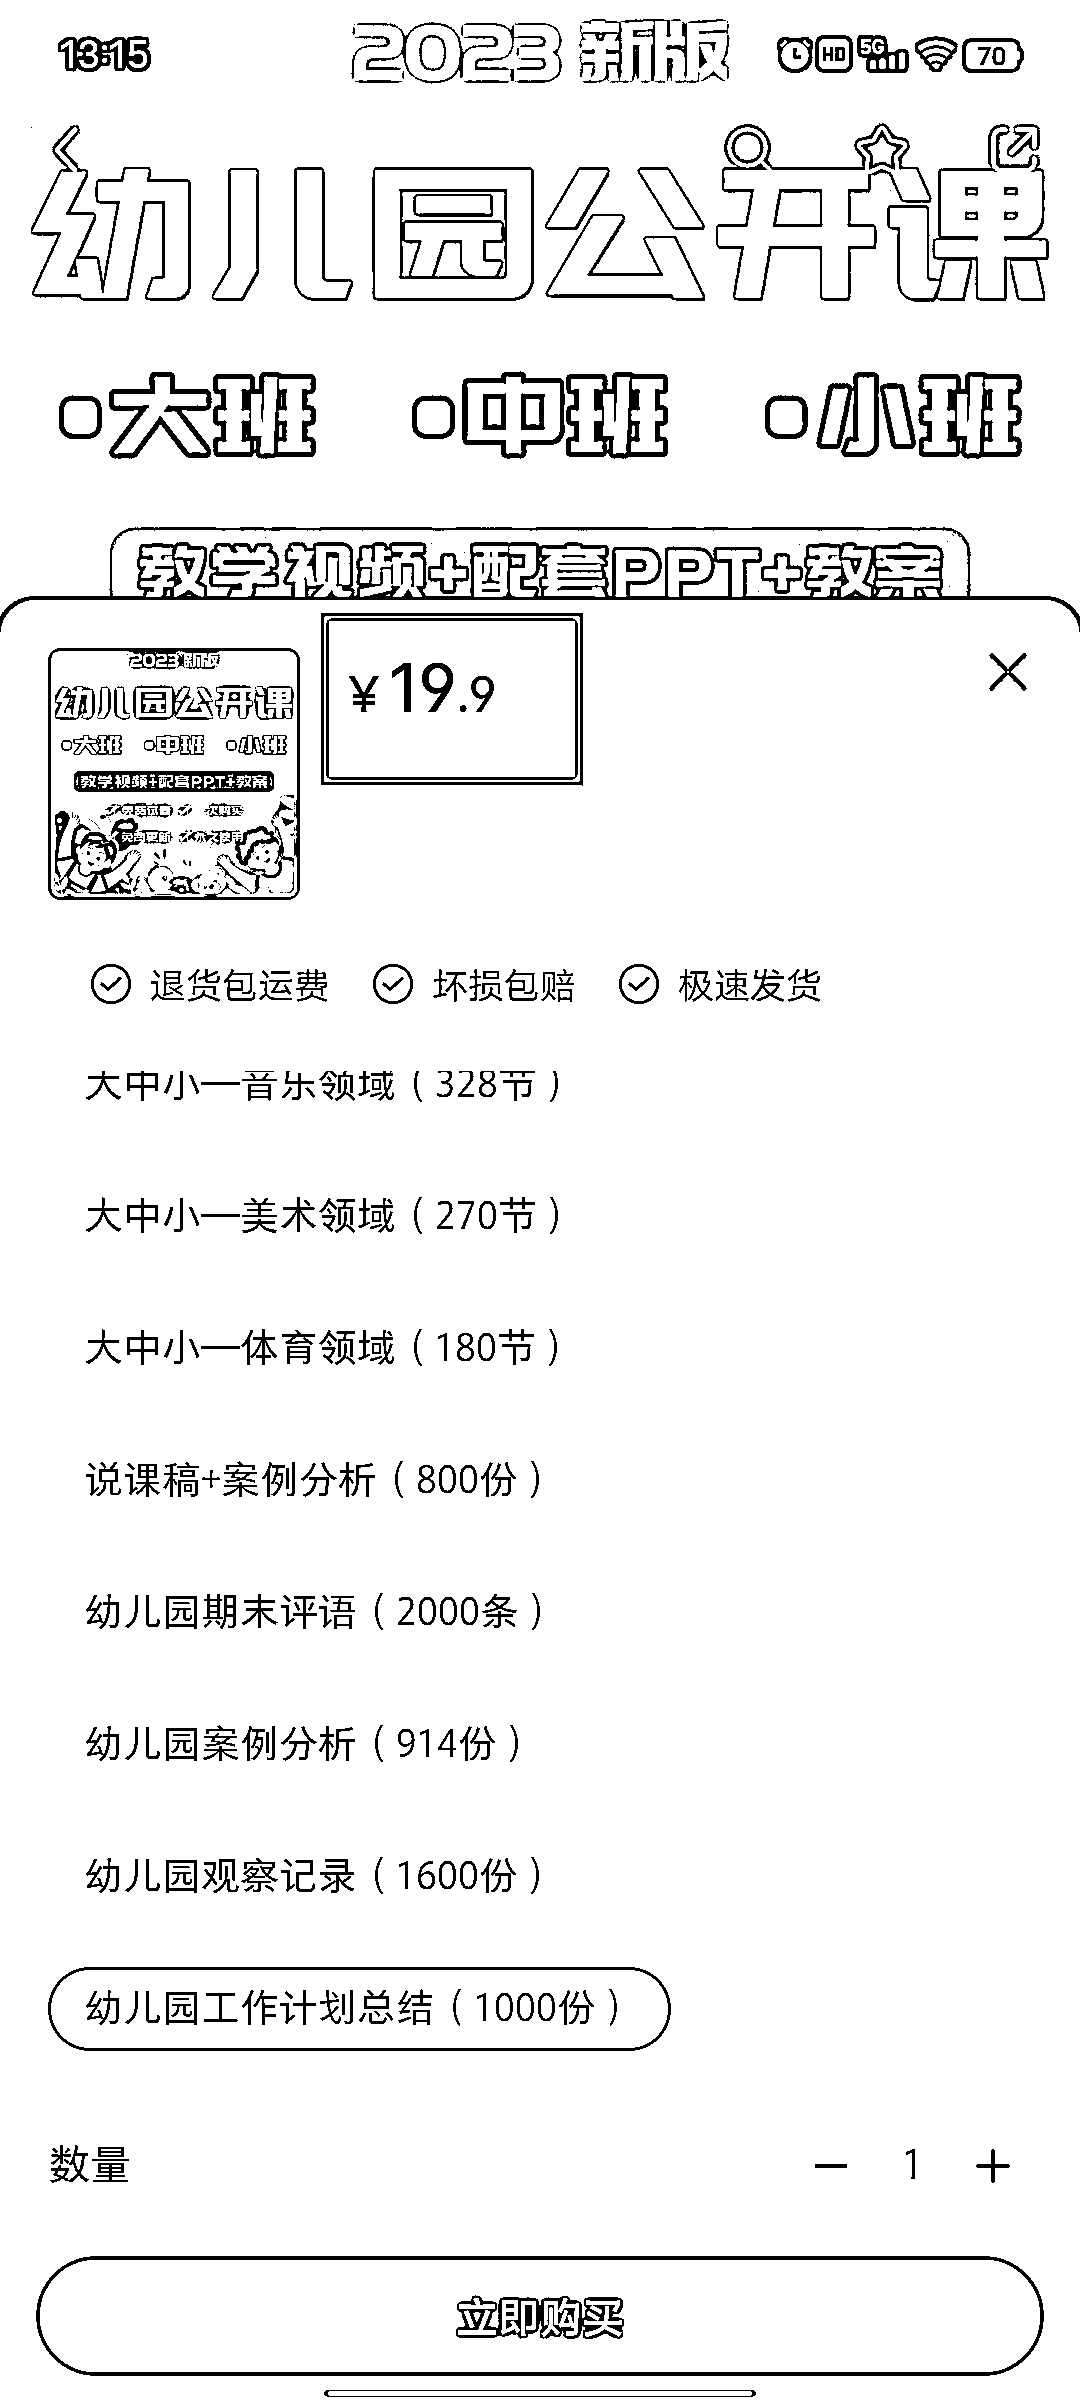 13:15 2023 新版 HD 5G 70
幼儿园公开课
•大班 •中班 •小班
教学视频+配套PPT+教案
2023 新版
幼儿园公开课
•大班 •中班 •小班
教学视频+配套PPT+教案
¥19.9
退货包运费 坏损包赔 极速发货
大中小一音乐领域（328节）
大中小一美术领域（270节）
大中小一体育领域（180节）
说课稿+案例分析（800份）
幼儿园期末评语（2000条）
幼儿园案例分析（914份）
幼儿园观察记录（1600份）
幼儿园工作计划总结（1000份）
数量 1
立即购买